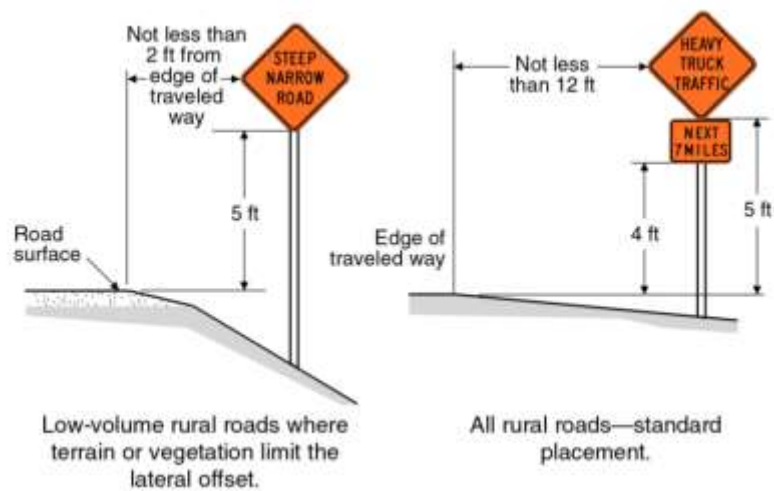 Not less than
2 ft from
edge of
traveled
way
STEEP
NARROW
ROAD
5 ft
Road
surface
Low-volume rural roads where
terrain or vegetation limit the
lateral offset.
Not less
than 12 ft
HEAVY
TRUCK
TRAFFIC
NEXT
7 MILES
5 ft
4 ft
Edge of
traveled way
All rural roads—standard
placement.